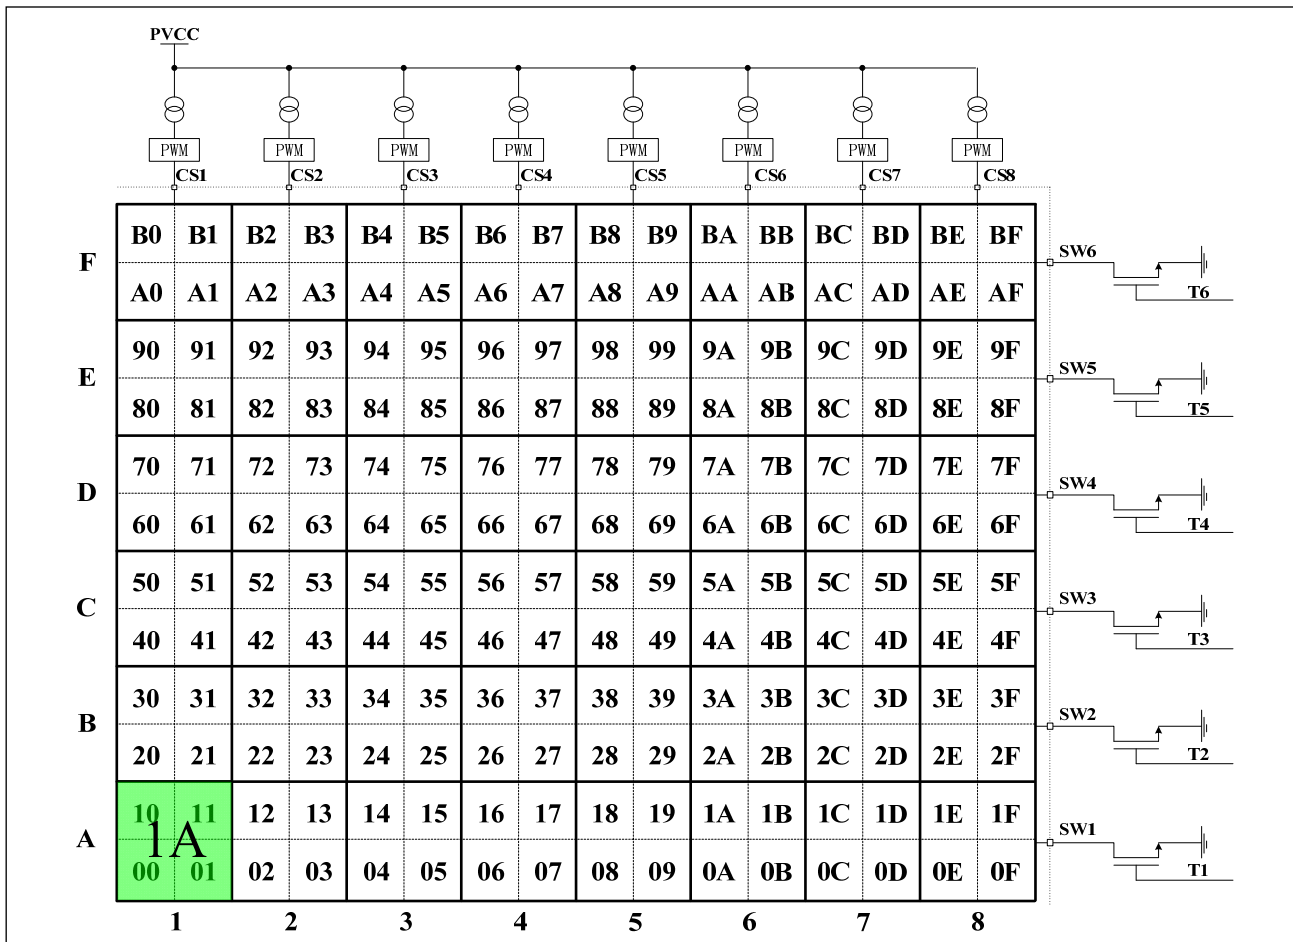 PVCC
PWM PWM PWM PWM PWM PWM PWM PWM
CS1 CS2 CS3 CS4 CS5 CS6 CS7 CS8
B0 B1 B2 B3 B4 B5 B6 B7 B8 B9 BA BB BC BD BE BF
SW6
F
A0 A1 A2 A3 A4 A5 A6 A7 A8 A9 AA AB AC AD AE AF
T6
90 91 92 93 94 95 96 97 98 99 9A 9B 9C 9D 9E 9F
SW5
E
80 81 82 83 84 85 86 87 88 89 8A 8B 8C 8D 8E 8F
T5
70 71 72 73 74 75 76 77 78 79 7A 7B 7C 7D 7E 7F
SW4
D
60 61 62 63 64 65 66 67 68 69 6A 6B 6C 6D 6E 6F
T4
50 51 52 53 54 55 56 57 58 59 5A 5B 5C 5D 5E 5F
SW3
C
40 41 42 43 44 45 46 47 48 49 4A 4B 4C 4D 4E 4F
T3
30 31 32 33 34 35 36 37 38 39 3A 3B 3C 3D 3E 3F
SW2
B
20 21 22 23 24 25 26 27 28 29 2A 2B 2C 2D 2E 2F
T2
10 11 12 13 14 15 16 17 18 19 1A 1B 1C 1D 1E 1F
SW1
A
1A
00 01 02 03 04 05 06 07 08 09 0A 0B 0C 0D 0E 0F
T1
1 2 3 4 5 6 7 8